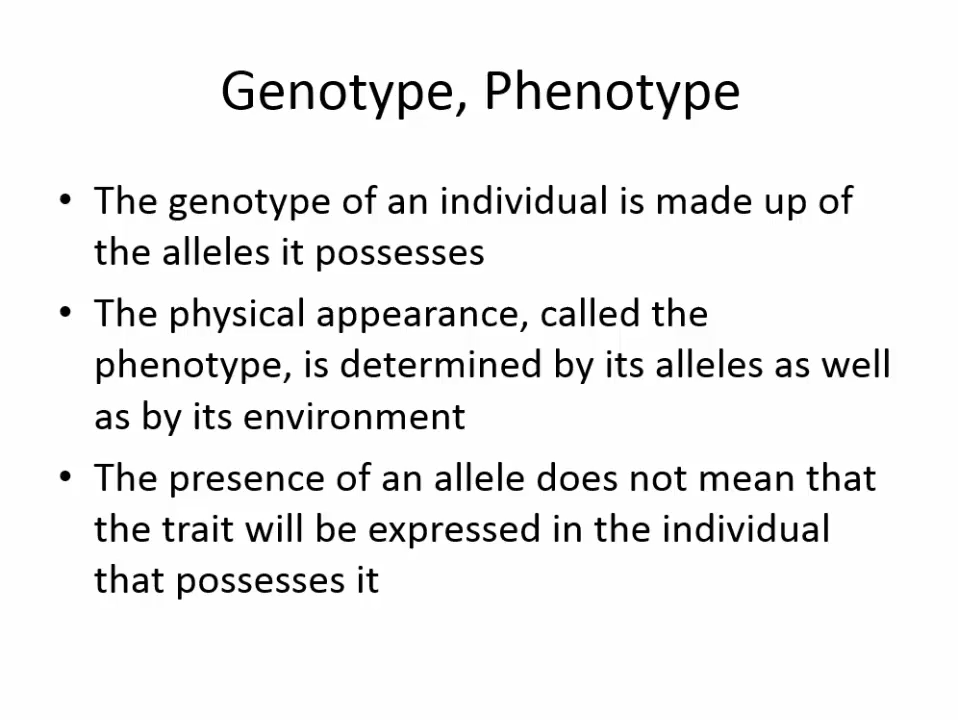 Genotype, Phenotype
• The genotype of an individual is made up of
the alleles it possesses
• The physical appearance, called the
phenotype, is determined by its alleles as well
as by its environment
• The presence of an allele does not mean that
the trait will be expressed in the individual
that possesses it